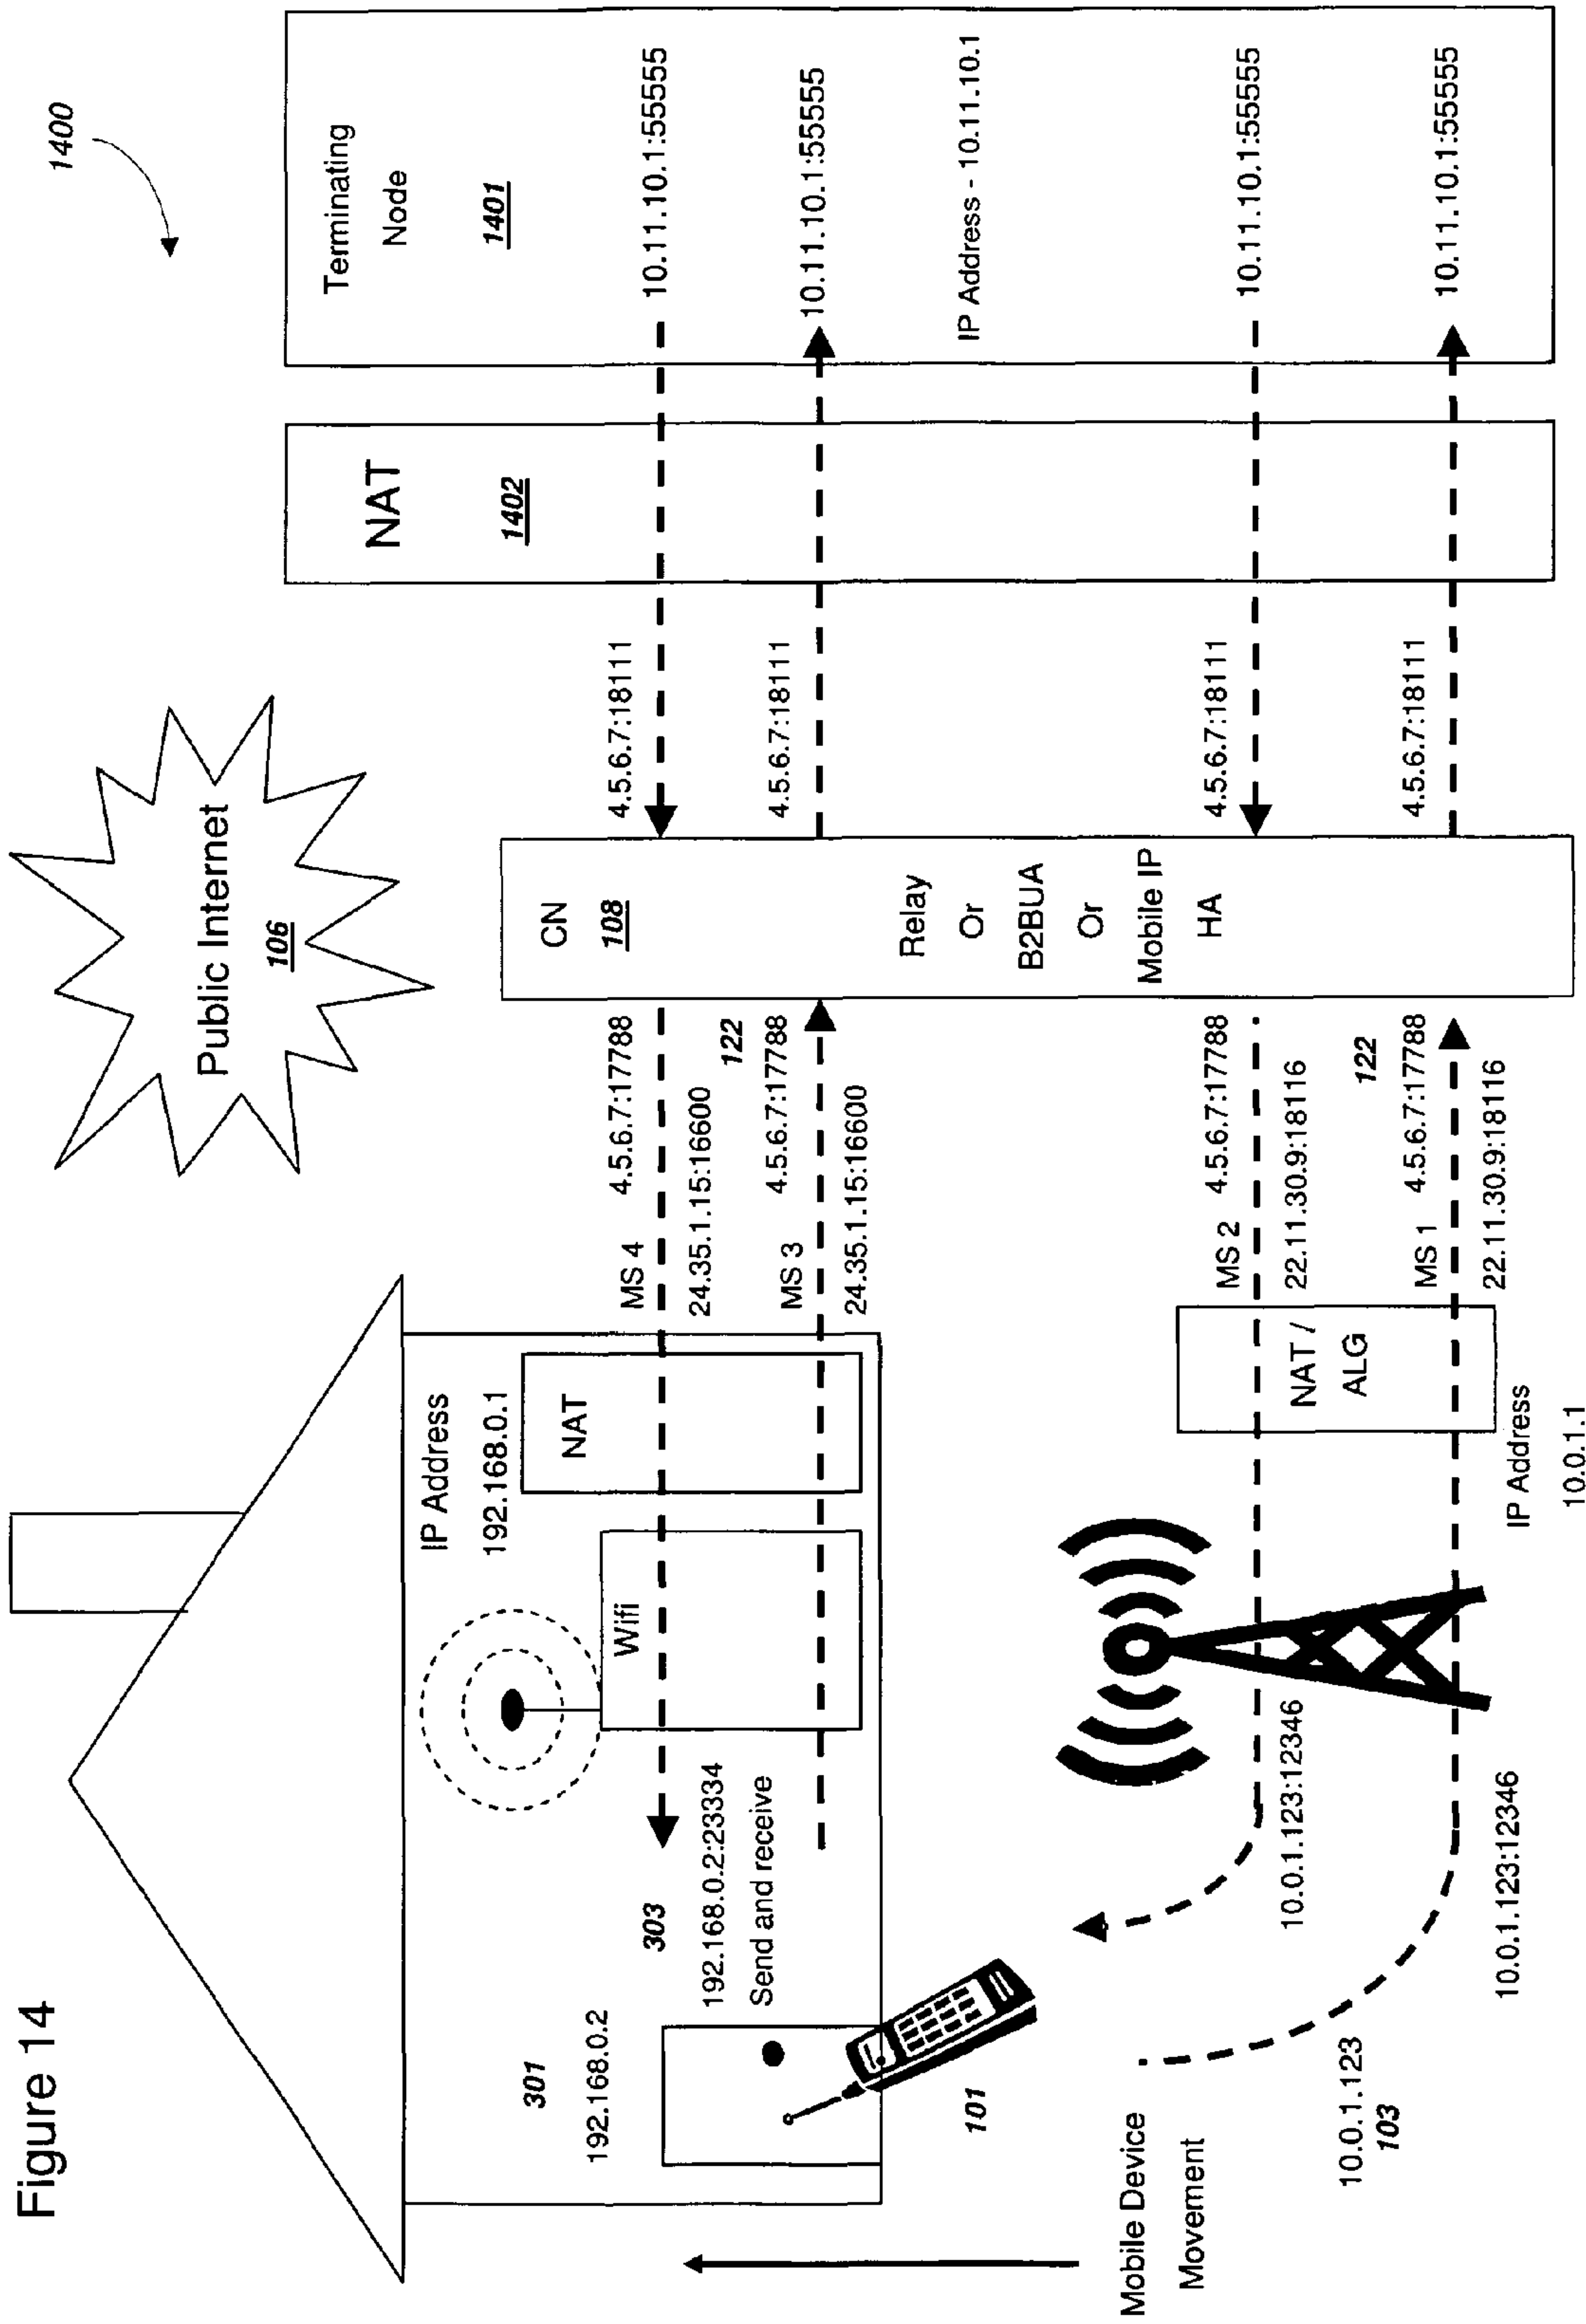 Figure 14
1400
Public Internet
106
Terminating
Node
1401
10.11.10.1:55555
10.11.10.1:55555
IP Address - 10.11.10.1
10.11.10.1:55555
10.11.10.1:55555
NAT
1402
4.5.6.7:18111
4.5.6.7:18111
4.5.6.7:18111
4.5.6.7:18111
CN
108
Relay
Or
B2BUA
Or
Mobile IP
HA
IP Address
192.168.0.1
NAT
Wifi
MS 4
4.5.6.7:17788
24.35.1.15:16600
122
MS 3
4.5.6.7:17788
24.35.1.15:16600
301
192.168.0.2
303
192.168.0.2:23334
Send and receive
101
MS 2
4.5.6.7:17788
22.11.30.9:18116
122
MS 1
4.5.6.7:17788
22.11.30.9:18116
NAT /
ALG
IP Address
10.0.1.1
10.0.1.123:12346
10.0.1.123:12346
Mobile Device
Movement
10.0.1.123
103